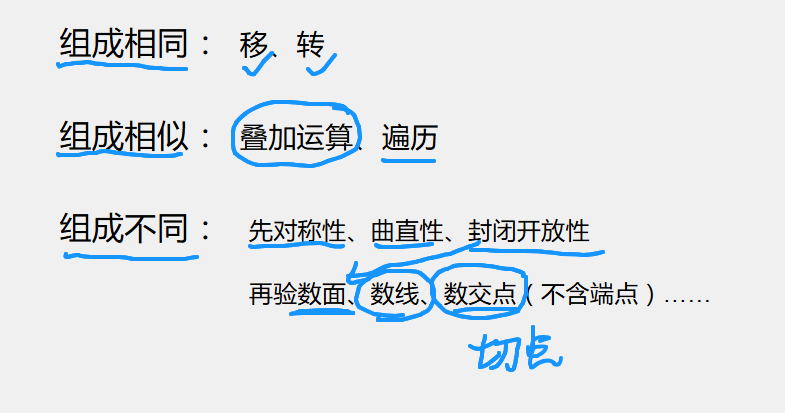 组成相同： 移、转
组成相似： 叠加运算、遍历
组成不同： 先对称性、曲直性、封闭开放性
再验数面、数线、数交点（不含端点）……
切点